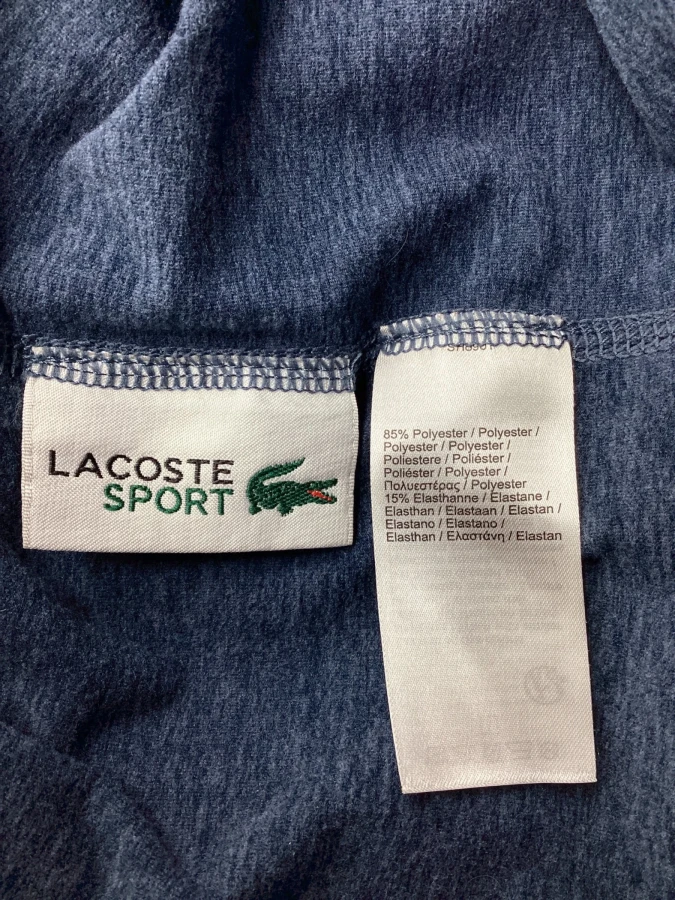 LACOSTE
SPORT
85% Polyester / Polyester /
Polyester / Polyester /
Poliestere / Poliéster /
Poliéster / Polyester /
Πολυεστέρας / Polyester
15% Elasthanne / Elastane /
Elasthan / Elastaan / Elastan /
Elastano / Elastano /
Elasthan / Ελαστάνη / Elastan